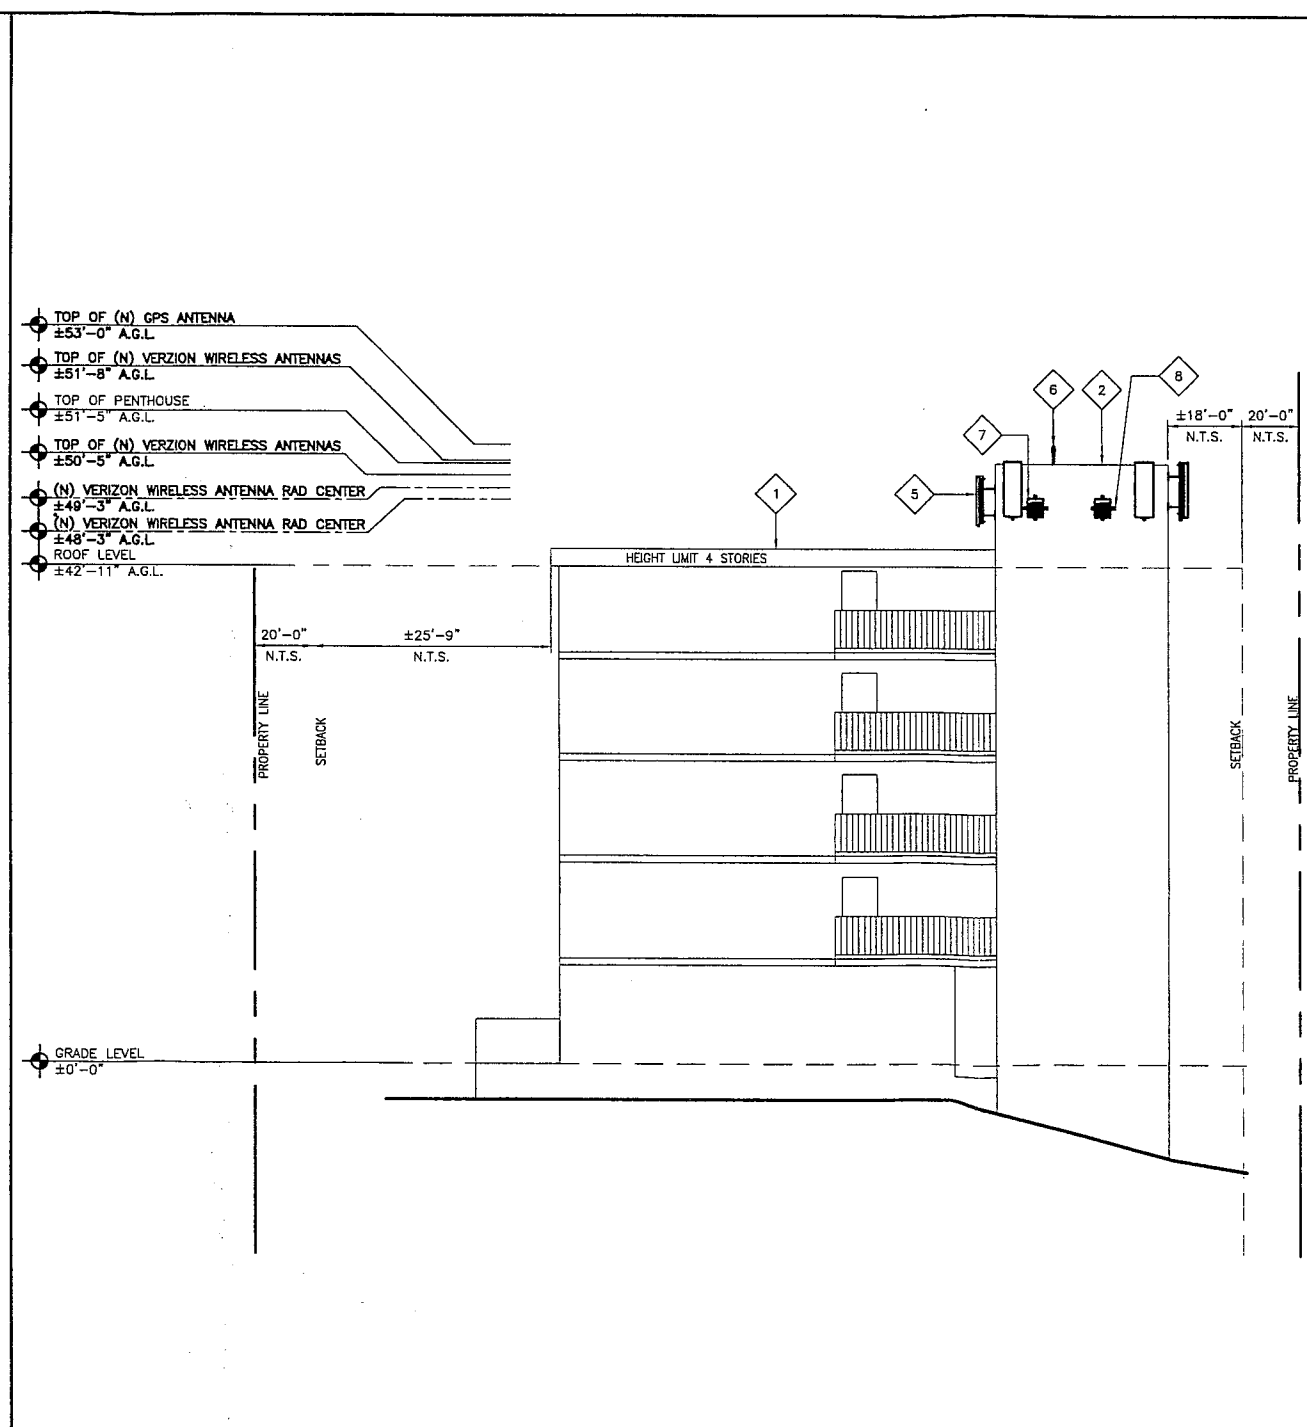 TOP OF (N) GPS ANTENNA
±53'-0" A.G.L.
TOP OF (N) VERZION WIRELESS ANTENNAS
±51'-8" A.G.L.
TOP OF PENTHOUSE
±51'-5" A.G.L.
TOP OF (N) VERZION WIRELESS ANTENNAS
±50'-5" A.G.L.
(N) VERIZON WIRELESS ANTENNA RAD CENTER
±49'-3" A.G.L.
(N) VERIZON WIRELESS ANTENNA RAD CENTER
±48'-3" A.G.L.
ROOF LEVEL
±42'-11" A.G.L.
6
2
8
7
5
1
±18'-0" 20'-0"
N.T.S. N.T.S.
HEIGHT LIMIT 4 STORIES
20'-0" ±25'-9"
N.T.S. N.T.S.
PROPERTY LINE
SETBACK
SETBACK
PROPERTY LINE
GRADE LEVEL
±0'-0"